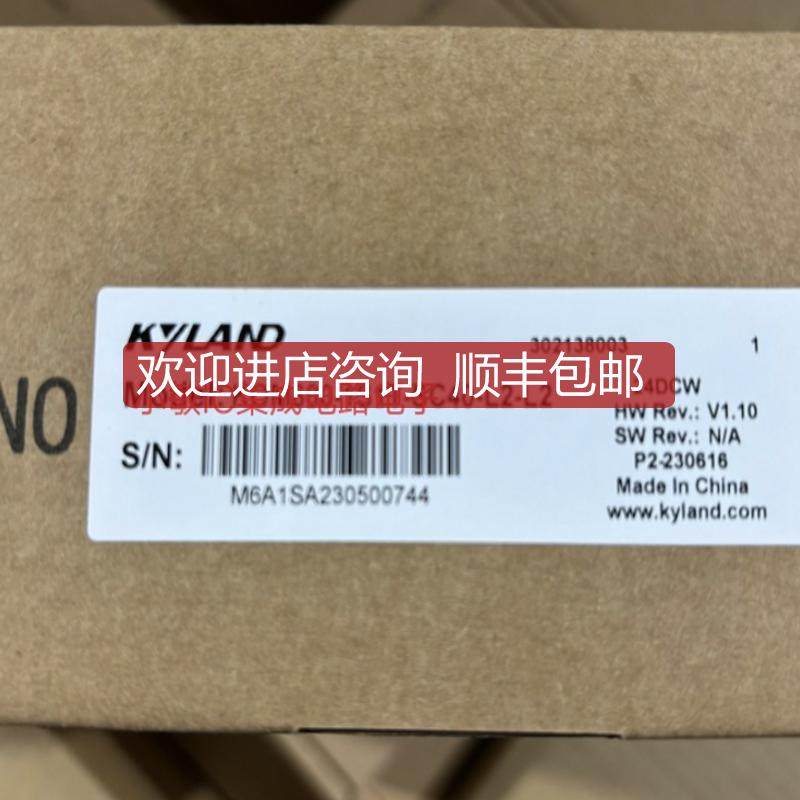 KYLAND
302138003 1
欢迎进店咨询 顺丰包邮
24DCW
HW Rev.: V1.10
NO
S/N:
SW Rev.: N/A
P2-230616
M6A1SA230500744
Made In China
www.kyland.com